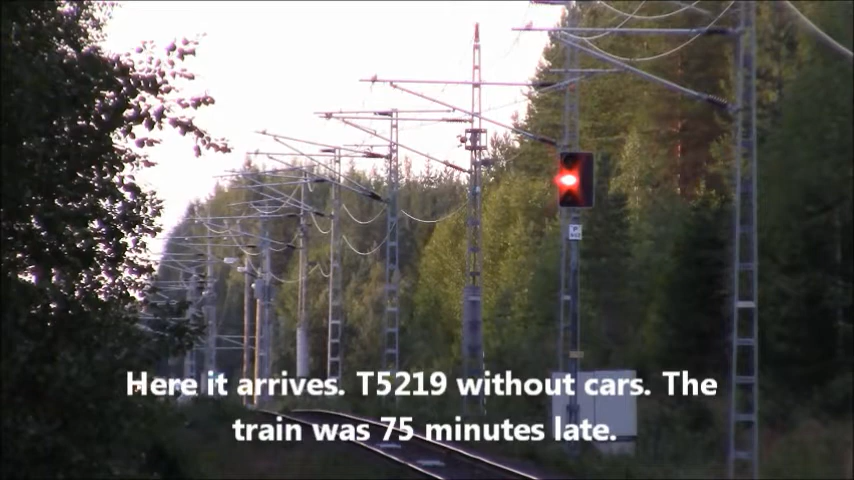 Here it arrives. T5219 without cars. The
train was 75 minutes late.